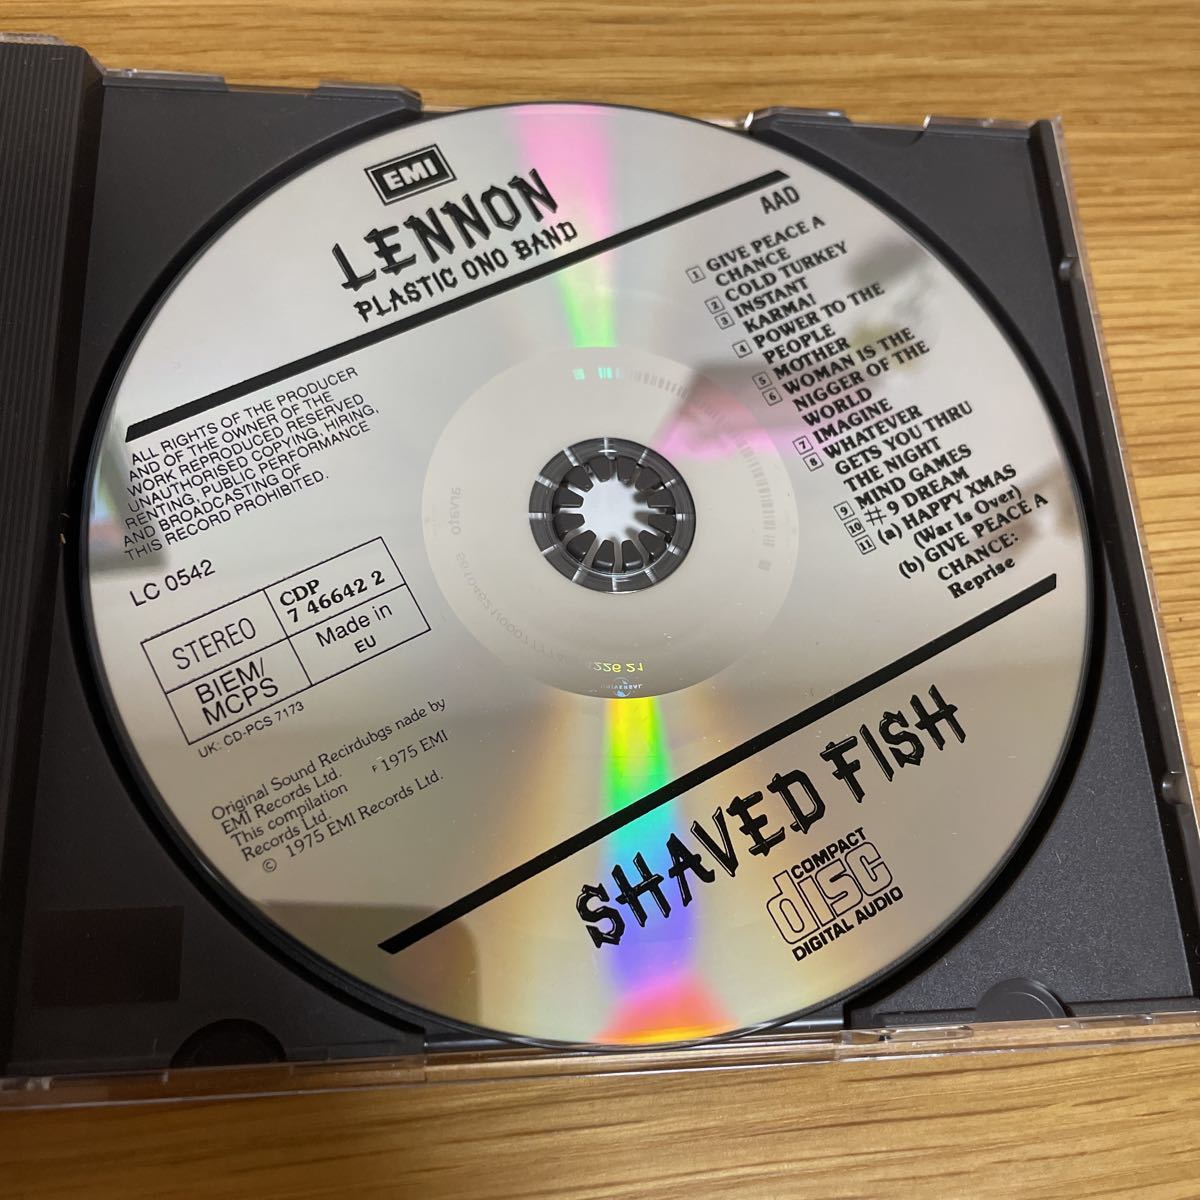 EMI
LENNON
PLASTIC ONO BAND
AAD
1 GIVE PEACE A
CHANCE
2 COLD TURKEY
3 INSTANT
KARMA!
4 POWER TO THE
PEOPLE
5 MOTHER
6 WOMAN IS THE
NIGGER OF THE
WORLD
7 IMAGINE
8 WHATEVER
GETS YOU THRU
THE NIGHT
9 MIND GAMES
10 #9 DREAM
11 (a) HAPPY XMAS
(War Is Over)
(b) GIVE PEACE A
CHANCE:
Reprise
ALL RIGHTS OF THE PRODUCER
AND OF THE OWNER OF THE
WORK REPRODUCED RESERVED
UNAUTHORISED COPYING, HIRING,
RENTING, PUBLIC PERFORMANCE
AND BROADCASTING OF
THIS RECORD PROHIBITED.
LC 0542
STEREO
CDP
7 46642 2
BIEM/
MCPS
Made in
EU
UK: CD-PCS 7173
Original Sound Recirdubgs nade by
EMI Records Ltd.
This compilation P 1975 EMI
Records Ltd.
© 1975 EMI Records Ltd.
arvato
226 21
UNIVERSAL
SHAVED FISH
COMPACT
disc
DIGITAL AUDIO